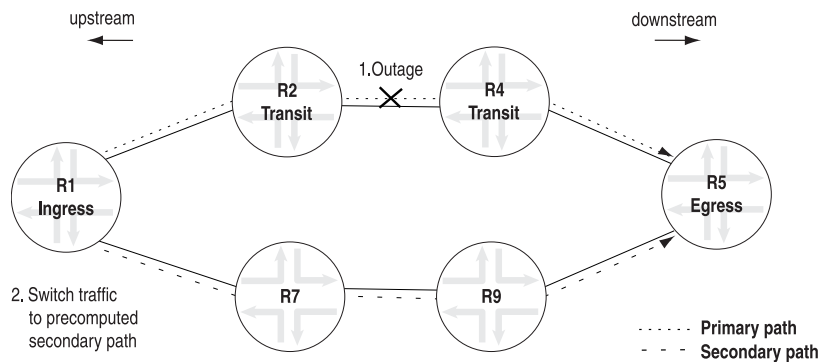 upstream
downstream
1.Outage
R2
Transit
R4
Transit
R1
Ingress
R5
Egress
2. Switch traffic
to precomputed
secondary path
R7
R9
Primary path
Secondary path